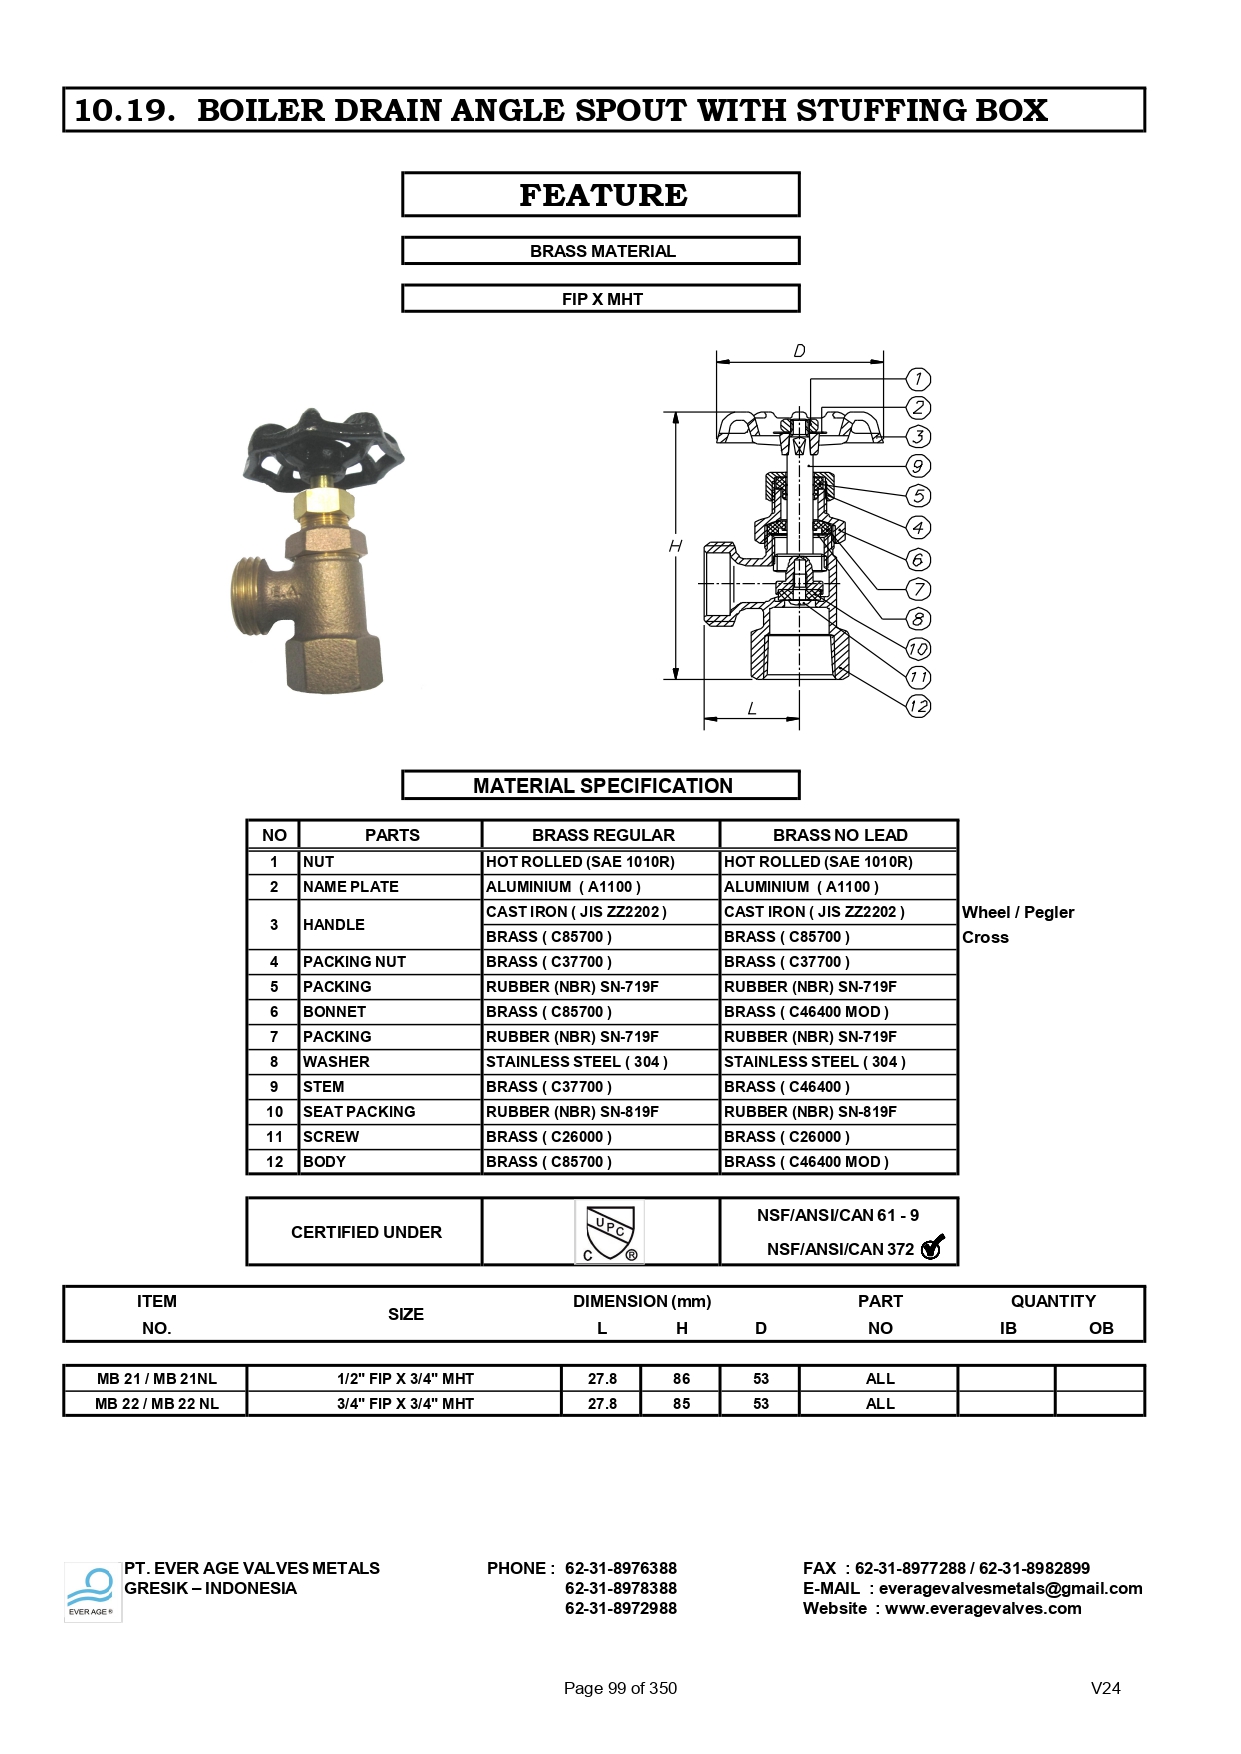 10.19. BOILER DRAIN ANGLE SPOUT WITH STUFFING BOX
FEATURE
BRASS MATERIAL
FIP X MHT
D
1
2
3
9
5
4
H
6
7
8
10
11
L
12
MATERIAL SPECIFICATION
NO PARTS BRASS REGULAR BRASS NO LEAD
1 NUT HOT ROLLED (SAE 1010R) HOT ROLLED (SAE 1010R)
2 NAME PLATE ALUMINIUM ( A1100 ) ALUMINIUM ( A1100 )
3 HANDLE CAST IRON ( JIS ZZ2202 ) CAST IRON ( JIS ZZ2202 ) Wheel / Pegler
BRASS ( C85700 ) BRASS ( C85700 ) Cross
4 PACKING NUT BRASS ( C37700 ) BRASS ( C37700 )
5 PACKING RUBBER (NBR) SN-719F RUBBER (NBR) SN-719F
6 BONNET BRASS ( C85700 ) BRASS ( C46400 MOD )
7 PACKING RUBBER (NBR) SN-719F RUBBER (NBR) SN-719F
8 WASHER STAINLESS STEEL ( 304 ) STAINLESS STEEL ( 304 )
9 STEM BRASS ( C37700 ) BRASS ( C46400 )
10 SEAT PACKING RUBBER (NBR) SN-819F RUBBER (NBR) SN-819F
11 SCREW BRASS ( C26000 ) BRASS ( C26000 )
12 BODY BRASS ( C85700 ) BRASS ( C46400 MOD )
CERTIFIED UNDER UPC C ® NSF/ANSI/CAN 61 - 9
NSF/ANSI/CAN 372
ITEM SIZE DIMENSION (mm) PART QUANTITY
NO. L H D NO IB OB
MB 21 / MB 21NL 1/2" FIP X 3/4" MHT 27.8 86 53 ALL
MB 22 / MB 22 NL 3/4" FIP X 3/4" MHT 27.8 85 53 ALL
PT. EVER AGE VALVES METALS PHONE : 62-31-8976388 FAX : 62-31-8977288 / 62-31-8982899
GRESIK – INDONESIA 62-31-8978388 E-MAIL : everagevalvesmetals@gmail.com
EVER AGE ® 62-31-8972988 Website : www.everagevalves.com
Page 99 of 350 V24